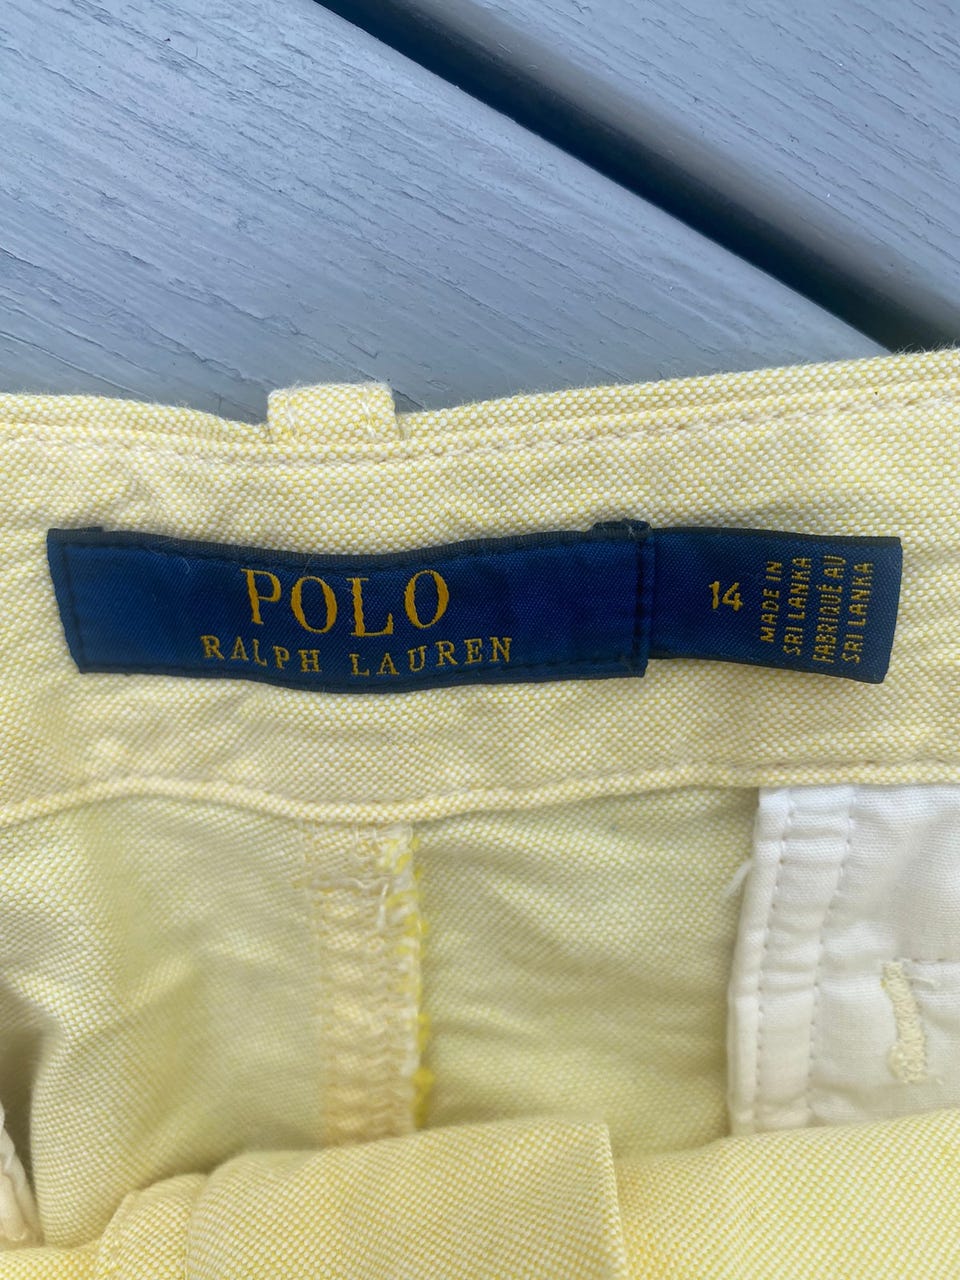 POLO
RALPH LAUREN
14
MADE IN
SRI LANKA
FABRIQUÉ AU
SRI LANKA